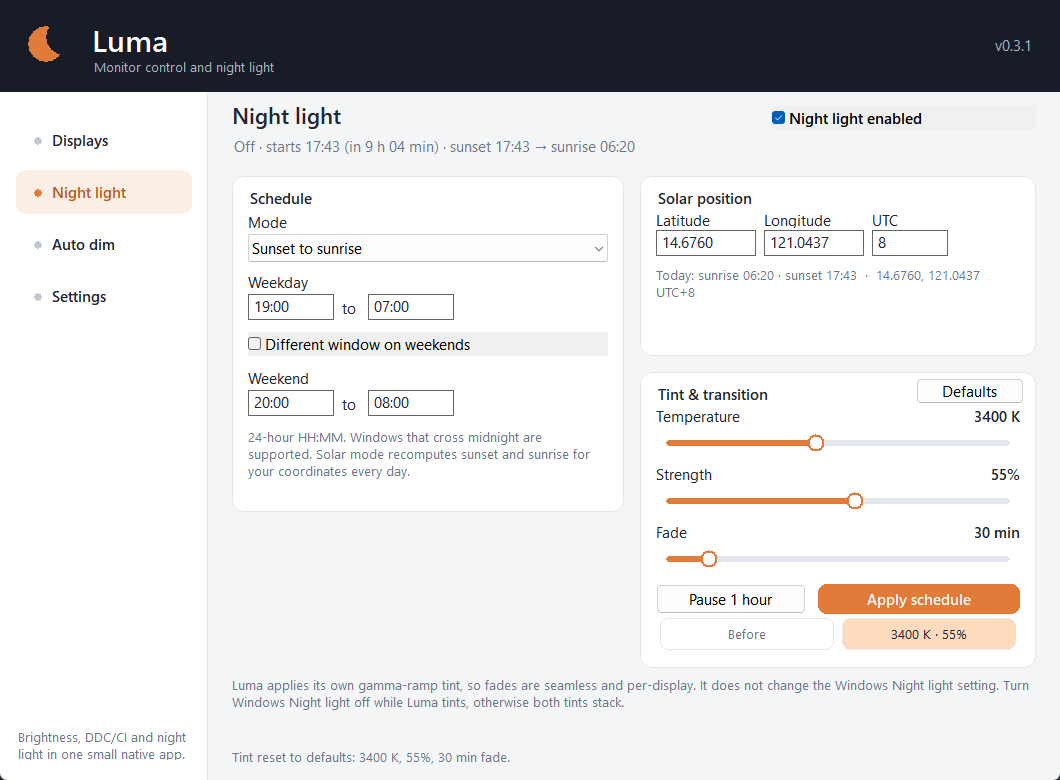 Luma
Monitor control and night light
v0.3.1
Displays
Night light
Auto dim
Settings
Brightness, DDC/CI and night
light in one small native app.
Night light
Night light enabled
Off · starts 17:43 (in 9 h 04 min) · sunset 17:43 → sunrise 06:20
Schedule
Mode
Sunset to sunrise
Weekday
19:00 to 07:00
Different window on weekends
Weekend
20:00 to 08:00
24-hour HH:MM. Windows that cross midnight are
supported. Solar mode recomputes sunset and sunrise for
your coordinates every day.
Solar position
Latitude Longitude UTC
14.6760 121.0437 8
Today: sunrise 06:20 · sunset 17:43 · 14.6760, 121.0437
UTC+8
Tint & transition
Defaults
Temperature 3400 K
Strength 55%
Fade 30 min
Pause 1 hour Apply schedule
Before 3400 K · 55%
Luma applies its own gamma-ramp tint, so fades are seamless and per-display. It does not change the Windows Night light setting. Turn
Windows Night light off while Luma tints, otherwise both tints stack.
Tint reset to defaults: 3400 K, 55%, 30 min fade.